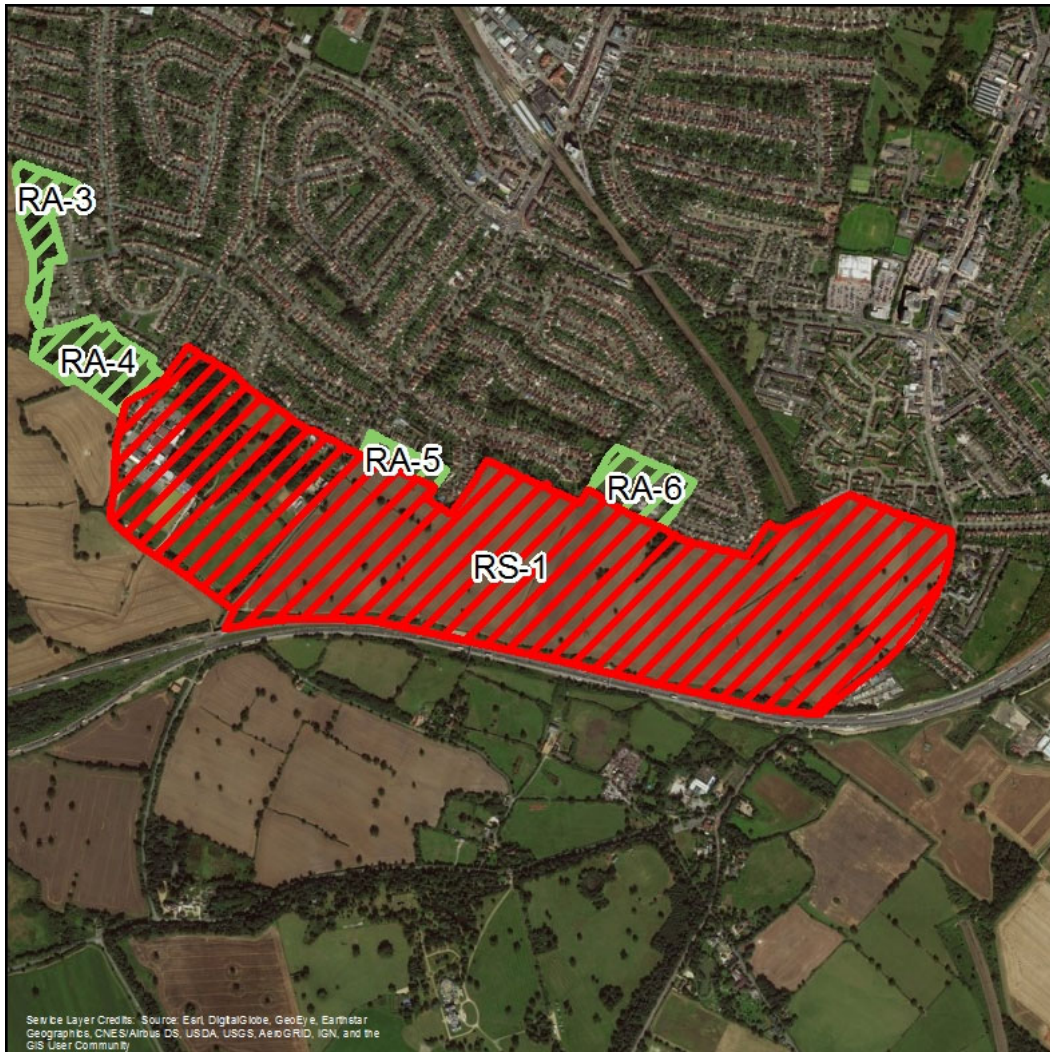 RA-3
RA-4
RA-5
RA-6
RS-1
Service Layer Credits: Source: Esri, DigitalGlobe, GeoEye, Earthstar
Geographics, CNES/Airbus DS, USDA, USGS, AeroGRID, IGN, and the
GIS User Community